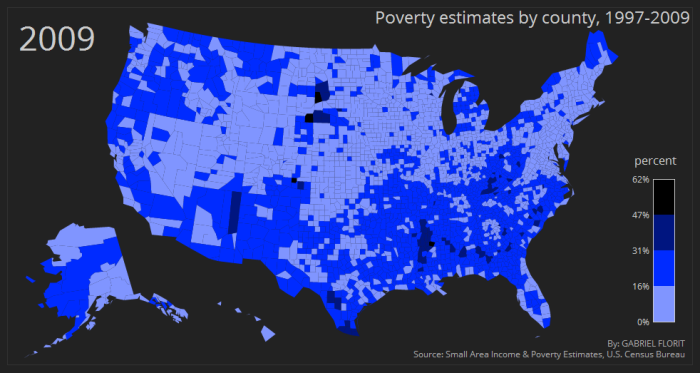 Poverty estimates by county, 1997-2009
2009
percent
62%
47%
31%
16%
0%
By: GABRIEL FLORIT
Source: Small Area Income & Poverty Estimates, U.S. Census Bureau